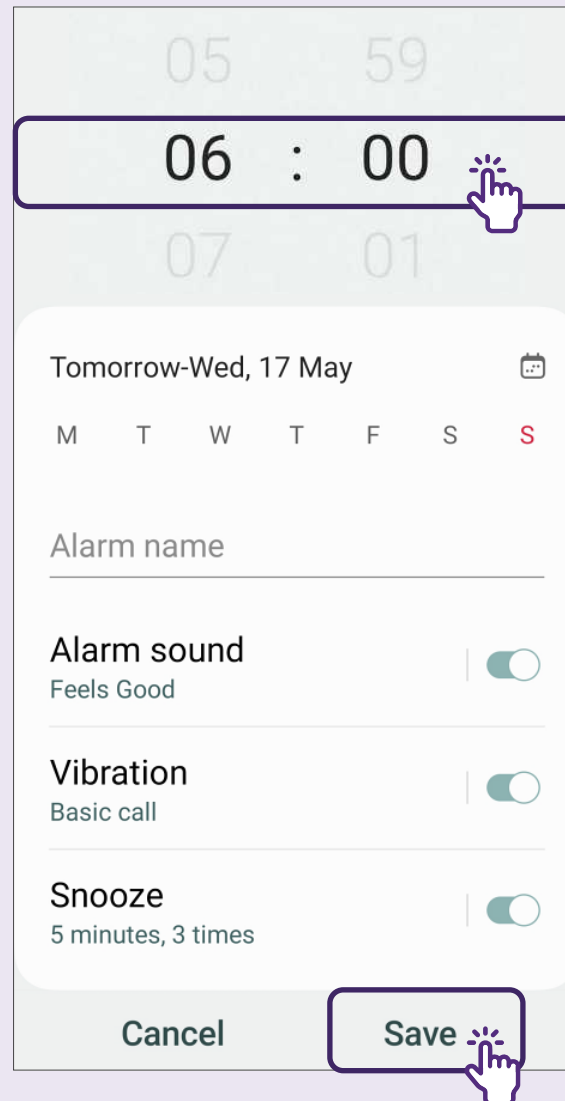 05 59
06 : 00
07 01
Tomorrow-Wed, 17 May
M T W T F S S
Alarm name
Alarm sound
Feels Good
Vibration
Basic call
Snooze
5 minutes, 3 times
Cancel Save